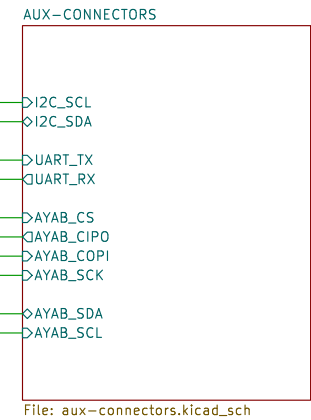 AUX-CONNECTORS
I2C_SCL
I2C_SDA
UART_TX
UART_RX
AYAB_CS
AYAB_CIPO
AYAB_COPI
AYAB_SCK
AYAB_SDA
AYAB_SCL
File: aux-connectors.kicad_sch